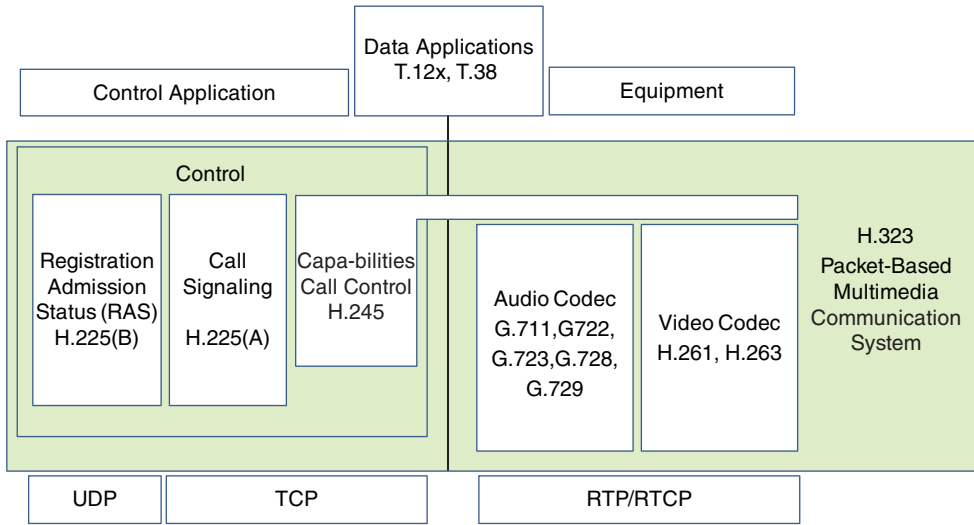 Data Applications
T.12x, T.38
Control Application
Equipment
Control
Registration
Admission
Status (RAS)
H.225(B)
Call
Signaling
H.225(A)
Capa-bilities
Call Control
H.245
Audio Codec
G.711,G722,
G.723,G.728,
G.729
Video Codec
H.261, H.263
H.323
Packet-Based
Multimedia
Communication
System
UDP
TCP
RTP/RTCP